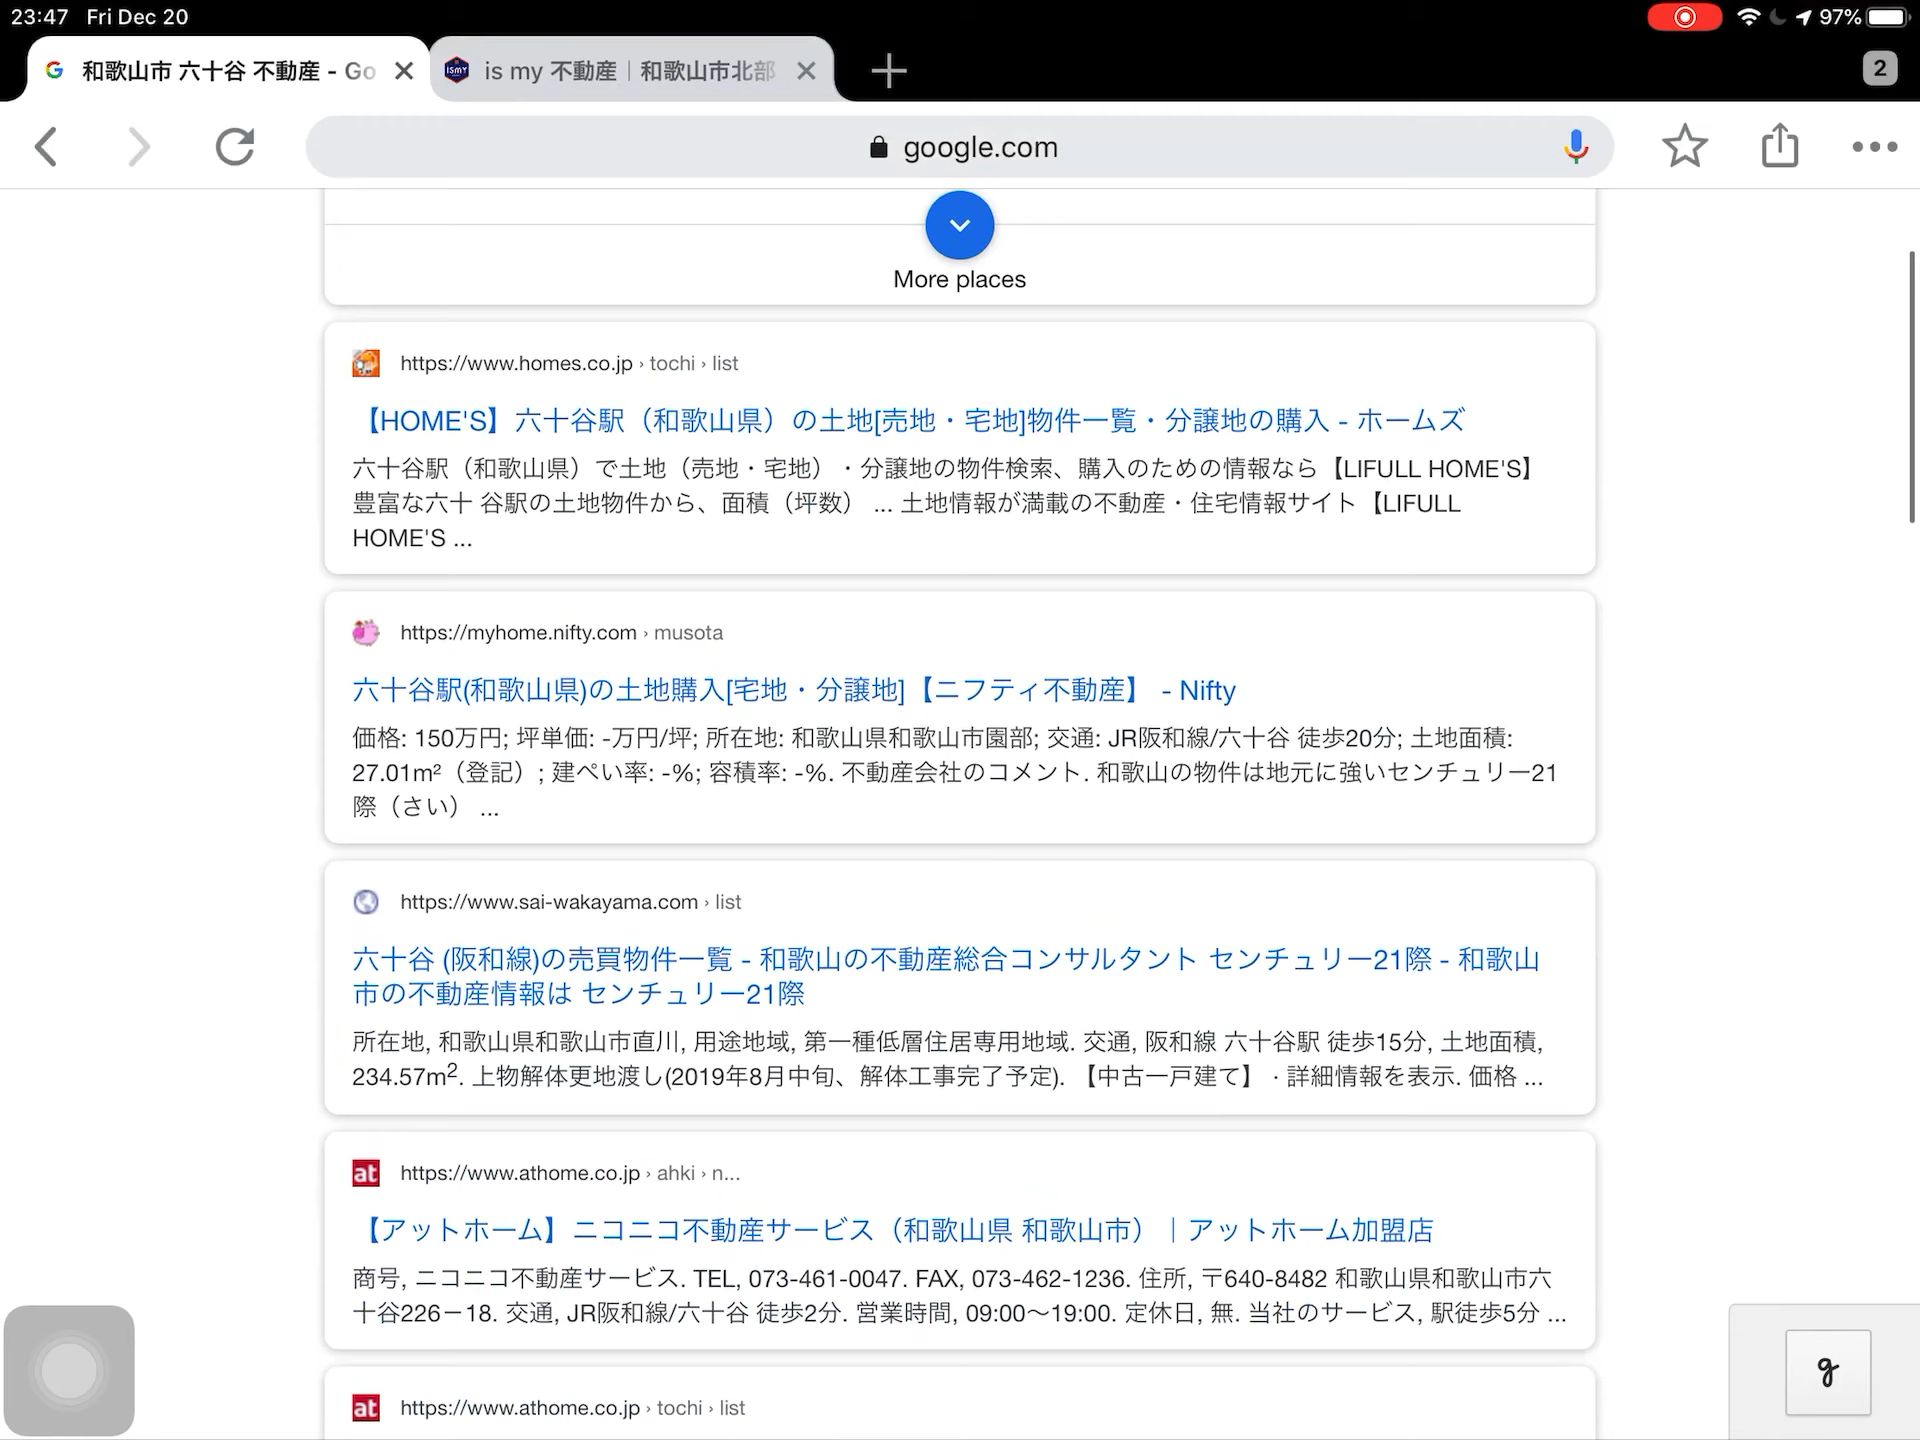 23:47 Fri Dec 20
97%
和歌山市 六十谷 不動産 - Go
is my 不動産｜和歌山市北部
2
google.com
More places
https://www.homes.co.jp › tochi › list
【HOME'S】六十谷駅（和歌山県）の土地[売地・宅地]物件一覧・分譲地の購入 - ホームズ
六十谷駅（和歌山県）で土地（売地・宅地）・分譲地の物件検索、購入のための情報なら【LIFULL HOME'S】
豊富な六十 谷駅の土地物件から、面積（坪数） ... 土地情報が満載の不動産・住宅情報サイト【LIFULL
HOME'S ...
https://myhome.nifty.com › musota
六十谷駅(和歌山県)の土地購入[宅地・分譲地]【ニフティ不動産】 - Nifty
価格: 150万円; 坪単価: -万円/坪; 所在地: 和歌山県和歌山市園部; 交通: JR阪和線/六十谷 徒歩20分; 土地面積:
27.01m²（登記）; 建ぺい率: -%; 容積率: -%. 不動産会社のコメント. 和歌山の物件は地元に強いセンチュリー21
際（さい） ...
https://www.sai-wakayama.com › list
六十谷 (阪和線)の売買物件一覧 - 和歌山の不動産総合コンサルタント センチュリー21際 - 和歌山
市の不動産情報は センチュリー21際
所在地, 和歌山県和歌山市直川, 用途地域, 第一種低層住居専用地域. 交通, 阪和線 六十谷駅 徒歩15分, 土地面積,
234.57m². 上物解体更地渡し(2019年8月中旬、解体工事完了予定). 【中古一戸建て】 · 詳細情報を表示. 価格 ...
at https://www.athome.co.jp › ahki › n...
【アットホーム】ニコニコ不動産サービス（和歌山県 和歌山市）｜アットホーム加盟店
商号, ニコニコ不動産サービス. TEL, 073-461-0047. FAX, 073-462-1236. 住所, 〒640-8482 和歌山県和歌山市六
十谷226－18. 交通, JR阪和線/六十谷 徒歩2分. 営業時間, 09:00〜19:00. 定休日, 無. 当社のサービス, 駅徒歩5分 ...
at https://www.athome.co.jp › tochi › list
g